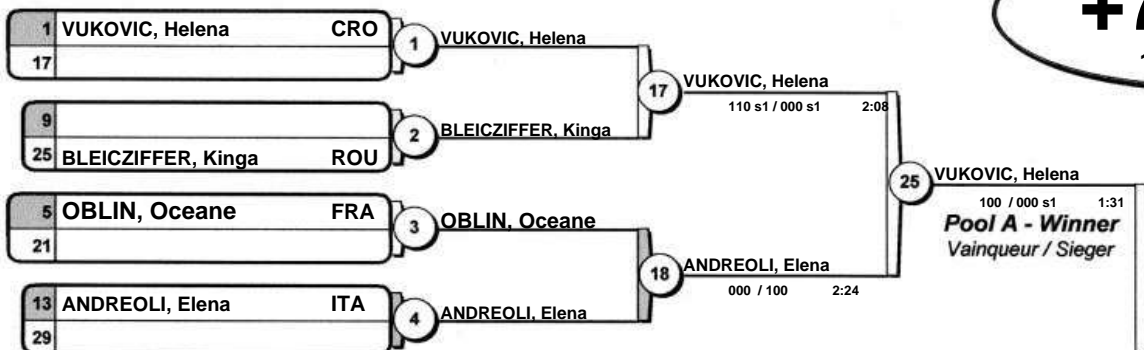 1 VUKOVIC, Helena CRO
17
1 VUKOVIC, Helena
9
25 BLEICZIFFER, Kinga ROU
2 BLEICZIFFER, Kinga
17 VUKOVIC, Helena
110 s1 / 000 s1 2:08
5 OBLIN, Oceane FRA
21
3 OBLIN, Oceane
13 ANDREOLI, Elena ITA
29
4 ANDREOLI, Elena
18 ANDREOLI, Elena
000 / 100 2:24
25 VUKOVIC, Helena
100 / 000 s1 1:31
Pool A - Winner
Vainqueur / Sieger